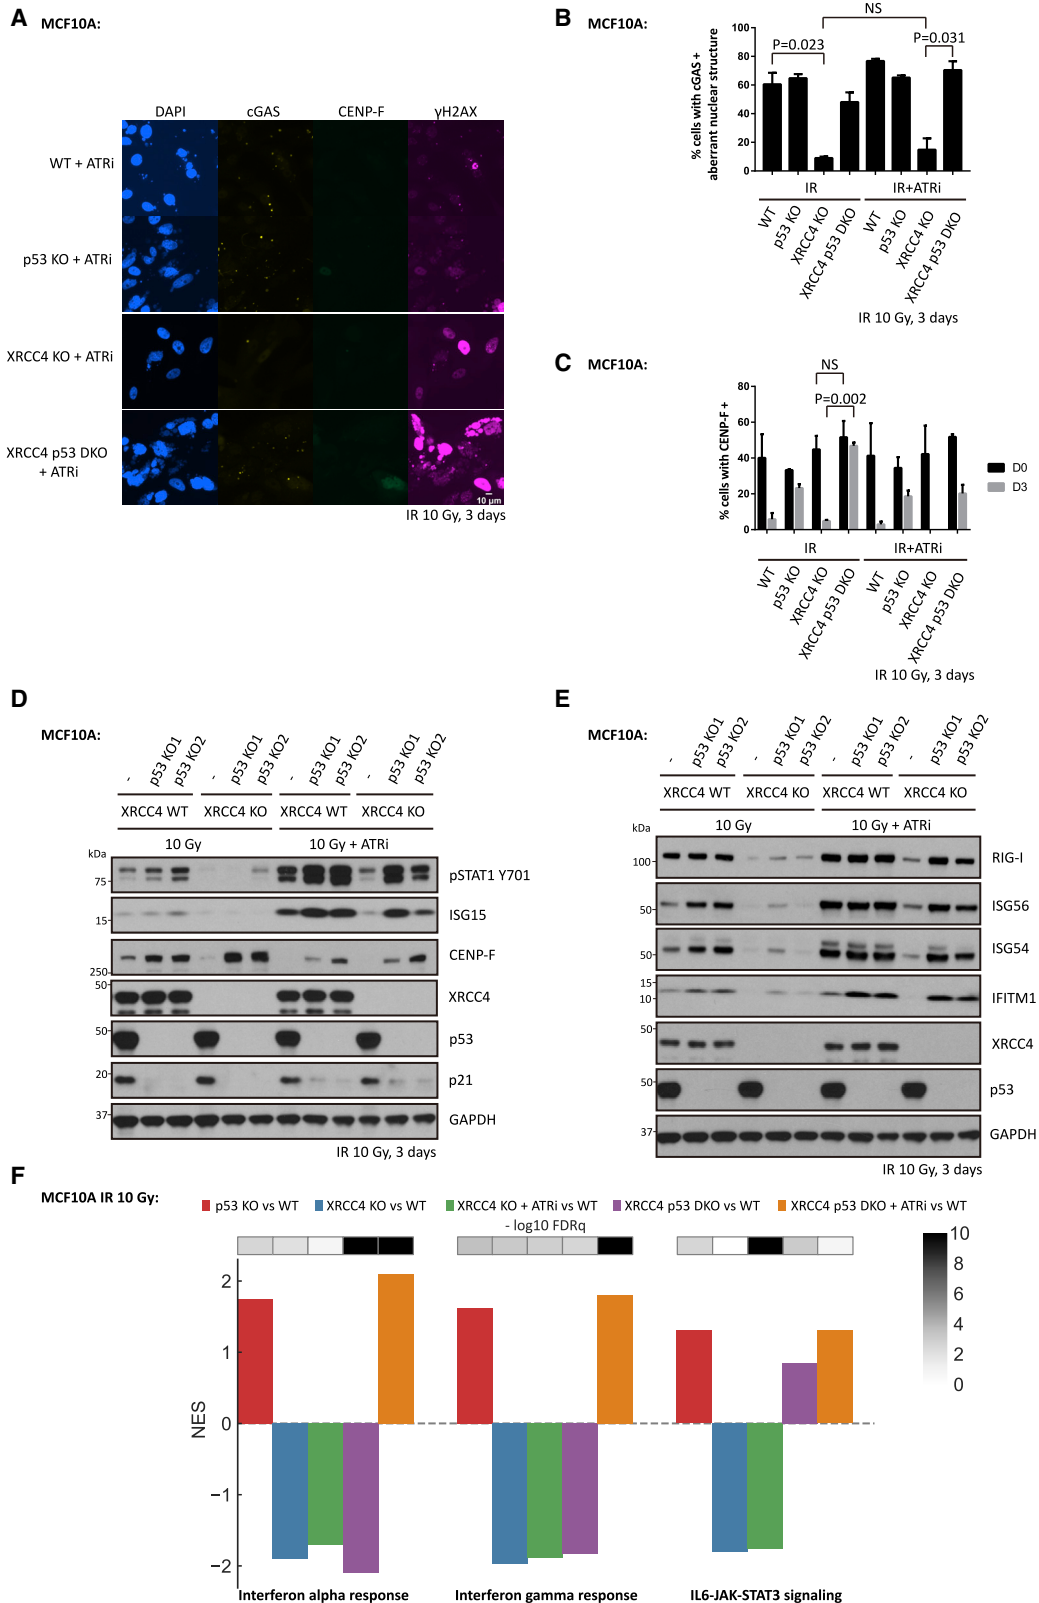 A MCF10A:
DAPI cGAS CENP-F γH2AX
WT + ATRi
p53 KO + ATRi
XRCC4 KO + ATRi
XRCC4 p53 DKO
+ ATRi
10 µm
IR 10 Gy, 3 days
B MCF10A:
NS
P=0.023
P=0.031
% cells with cGAS +
aberrant nuclear structure
100
80
60
40
20
0
IR IR+ATRi
WT p53 KO XRCC4 KO XRCC4 p53 DKO WT p53 KO XRCC4 KO XRCC4 p53 DKO
IR 10 Gy, 3 days
C MCF10A:
NS
P=0.002
% cells with CENP-F +
80
60
40
20
0
D0
D3
IR IR+ATRi
WT p53 KO XRCC4 KO XRCC4 p53 DKO WT p53 KO XRCC4 KO XRCC4 p53 DKO
IR 10 Gy, 3 days
D MCF10A:
- p53 KO1 p53 KO2 - p53 KO1 p53 KO2 - p53 KO1 p53 KO2 - p53 KO1 p53 KO2
XRCC4 WT XRCC4 KO XRCC4 WT XRCC4 KO
10 Gy 10 Gy + ATRi
kDa
75 pSTAT1 Y701
15 ISG15
250 CENP-F
50 XRCC4
50 p53
20 p21
37 GAPDH
IR 10 Gy, 3 days
E MCF10A:
- p53 KO1 p53 KO2 - p53 KO1 p53 KO2 - p53 KO1 p53 KO2 - p53 KO1 p53 KO2
XRCC4 WT XRCC4 KO XRCC4 WT XRCC4 KO
10 Gy 10 Gy + ATRi
kDa
100 RIG-I
50 ISG56
50 ISG54
15
10 IFITM1
50 XRCC4
50 p53
37 GAPDH
IR 10 Gy, 3 days
F MCF10A IR 10 Gy:
p53 KO vs WT XRCC4 KO vs WT XRCC4 KO + ATRi vs WT XRCC4 p53 DKO vs WT XRCC4 p53 DKO + ATRi vs WT
- log10 FDRq
10
8
6
4
2
0
NES
2
1
0
−1
−2
Interferon alpha response Interferon gamma response IL6-JAK-STAT3 signaling